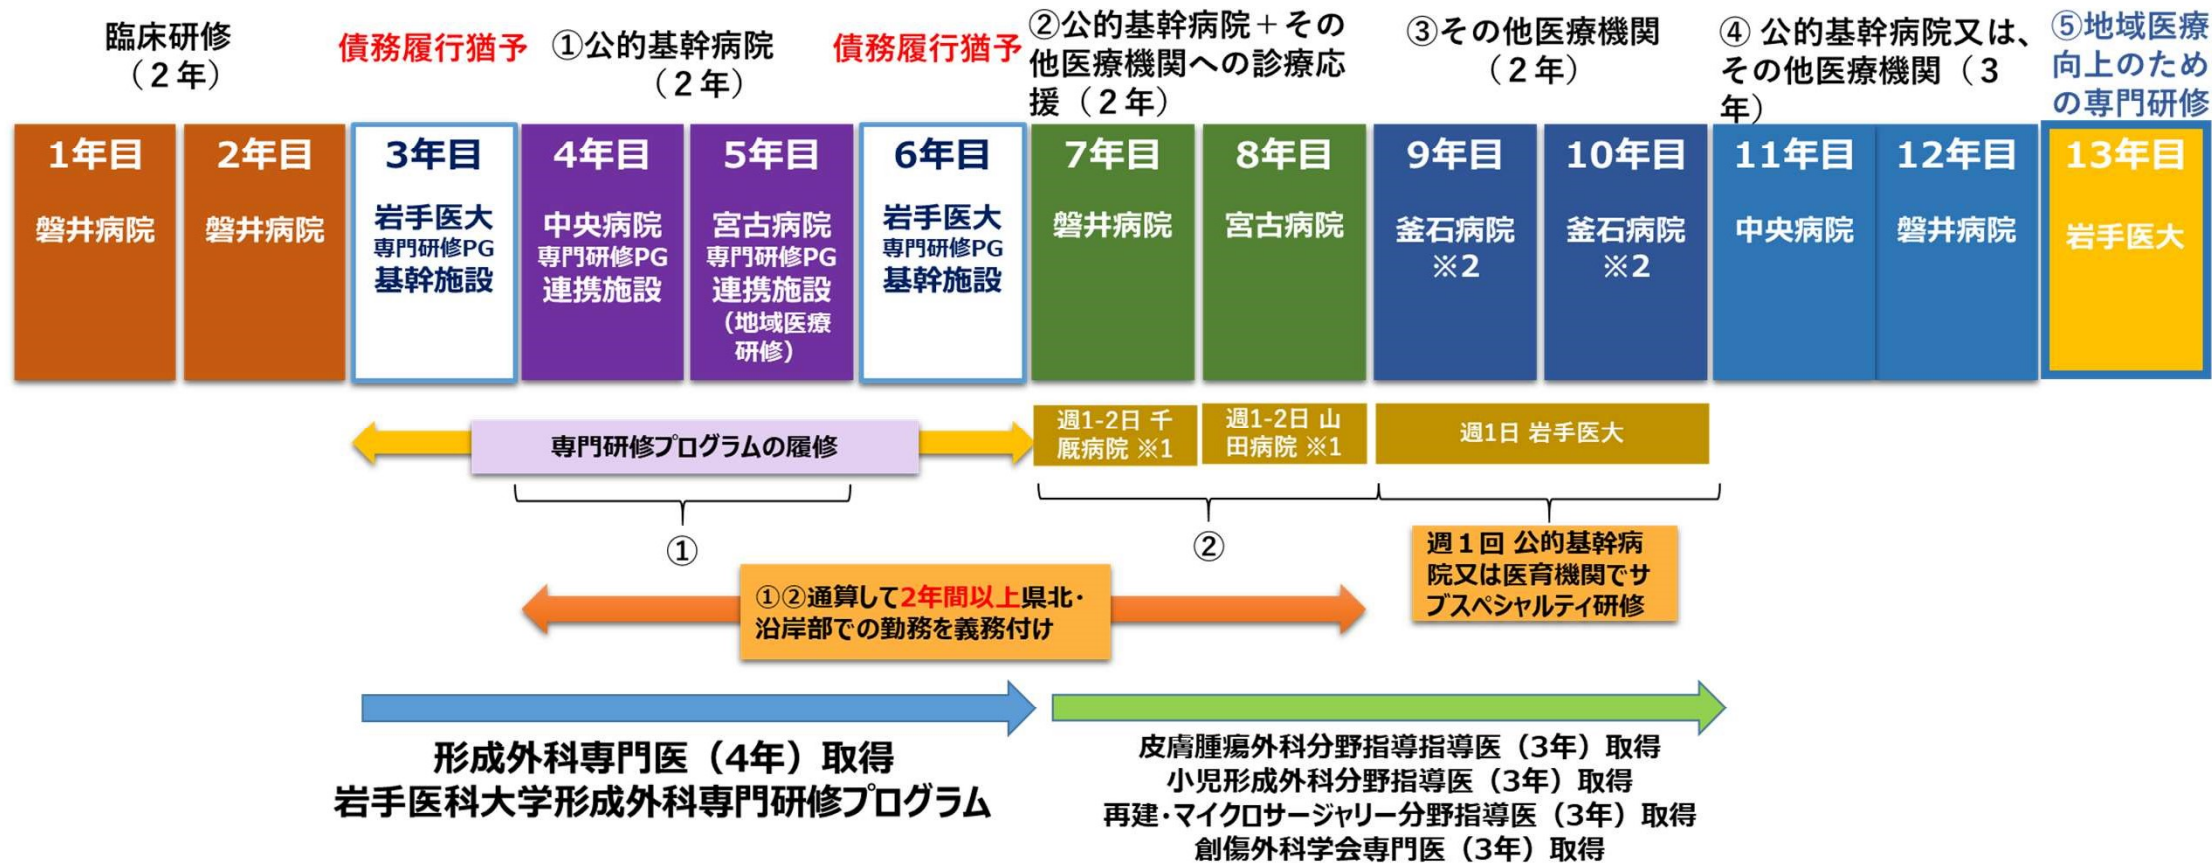 臨床研修
（２年）
債務履行猶予
①公的基幹病院
（２年）
債務履行猶予
②公的基幹病院＋その
他医療機関への診療応
援（２年）
③その他医療機関
（２年）
④ 公的基幹病院又は、
その他医療機関（３
年）
⑤地域医療
向上のため
の専門研修
1年目
磐井病院
2年目
磐井病院
3年目
岩手医大
専門研修PG
基幹施設
4年目
中央病院
専門研修PG
連携施設
5年目
宮古病院
専門研修PG
連携施設
（地域医療
研修）
6年目
岩手医大
専門研修PG
基幹施設
7年目
磐井病院
8年目
宮古病院
9年目
釜石病院
※2
10年目
釜石病院
※2
11年目
中央病院
12年目
磐井病院
13年目
岩手医大
専門研修プログラムの履修
週1-2日 千
厩病院 ※1
週1-2日 山
田病院 ※1
週1日 岩手医大
①
②
①②通算して2年間以上県北・
沿岸部での勤務を義務付け
週１回 公的基幹病
院又は医育機関でサ
ブスペシャルティ研修
形成外科専門医（4年）取得
岩手医科大学形成外科専門研修プログラム
皮膚腫瘍外科分野指導指導医（3年）取得
小児形成外科分野指導医（3年）取得
再建・マイクロサージャリー分野指導医（3年）取得
創傷外科学会専門医（3年）取得